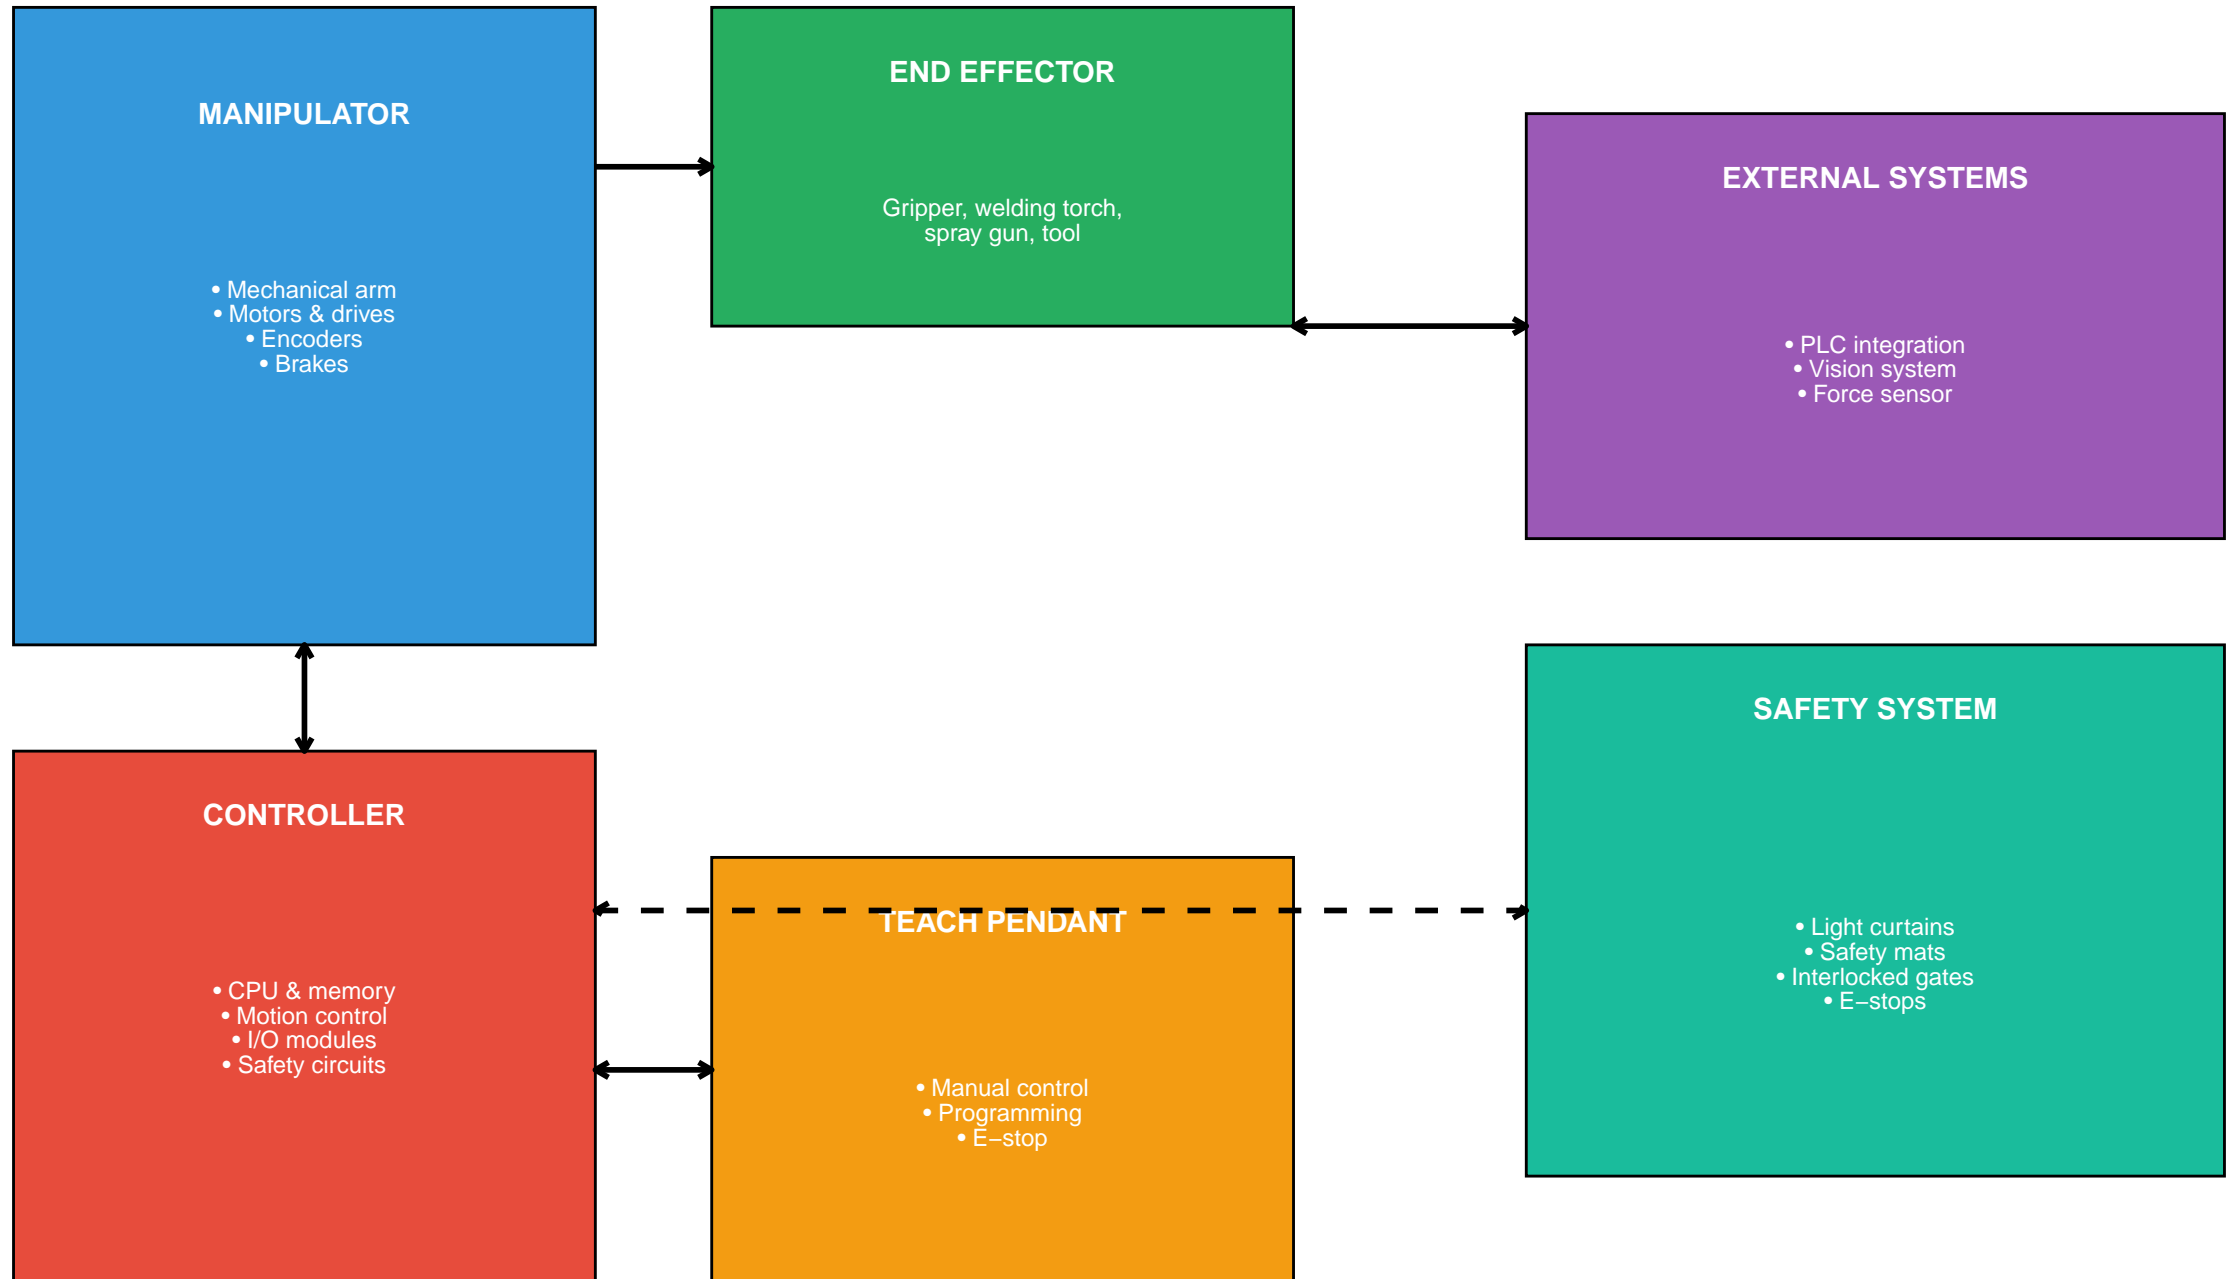 MANIPULATOR
• Mechanical arm
• Motors & drives
• Encoders
• Brakes
END EFFECTOR
Gripper, welding torch,
spray gun, tool
EXTERNAL SYSTEMS
• PLC integration
• Vision system
• Force sensor
CONTROLLER
• CPU & memory
• Motion control
• I/O modules
• Safety circuits
TEACH PENDANT
• Manual control
• Programming
• E−stop
SAFETY SYSTEM
• Light curtains
• Safety mats
• Interlocked gates
• E−stops